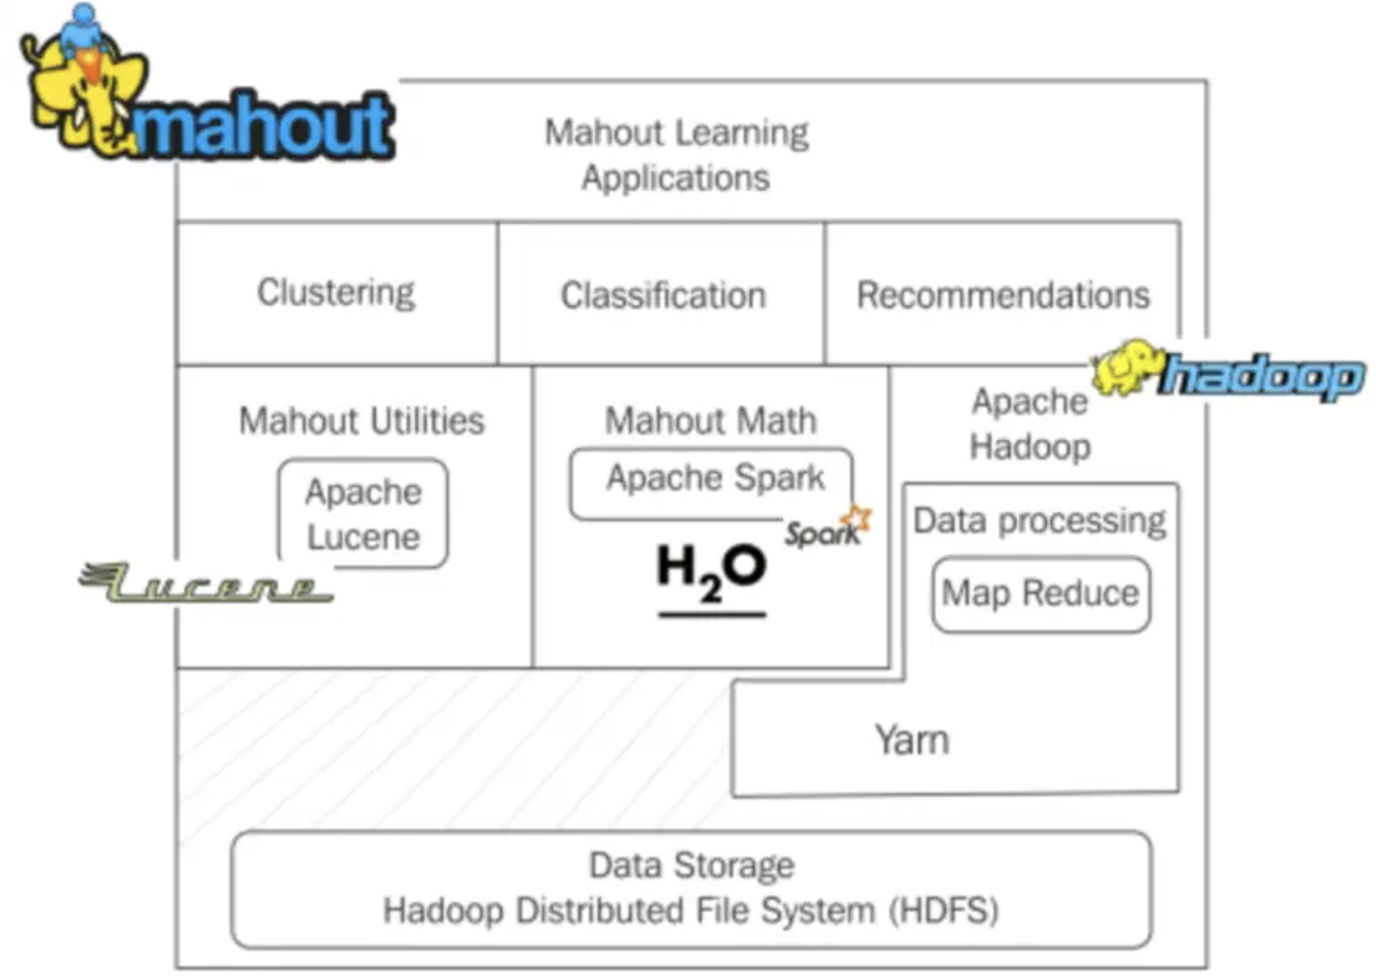 mahout
Mahout Learning
Applications
Clustering
Classification
Recommendations
hadoop
Mahout Utilities
Apache
Lucene
Lucene
Mahout Math
Apache Spark
Spark
H₂O
Apache
Hadoop
Data processing
Map Reduce
Yarn
Data Storage
Hadoop Distributed File System (HDFS)